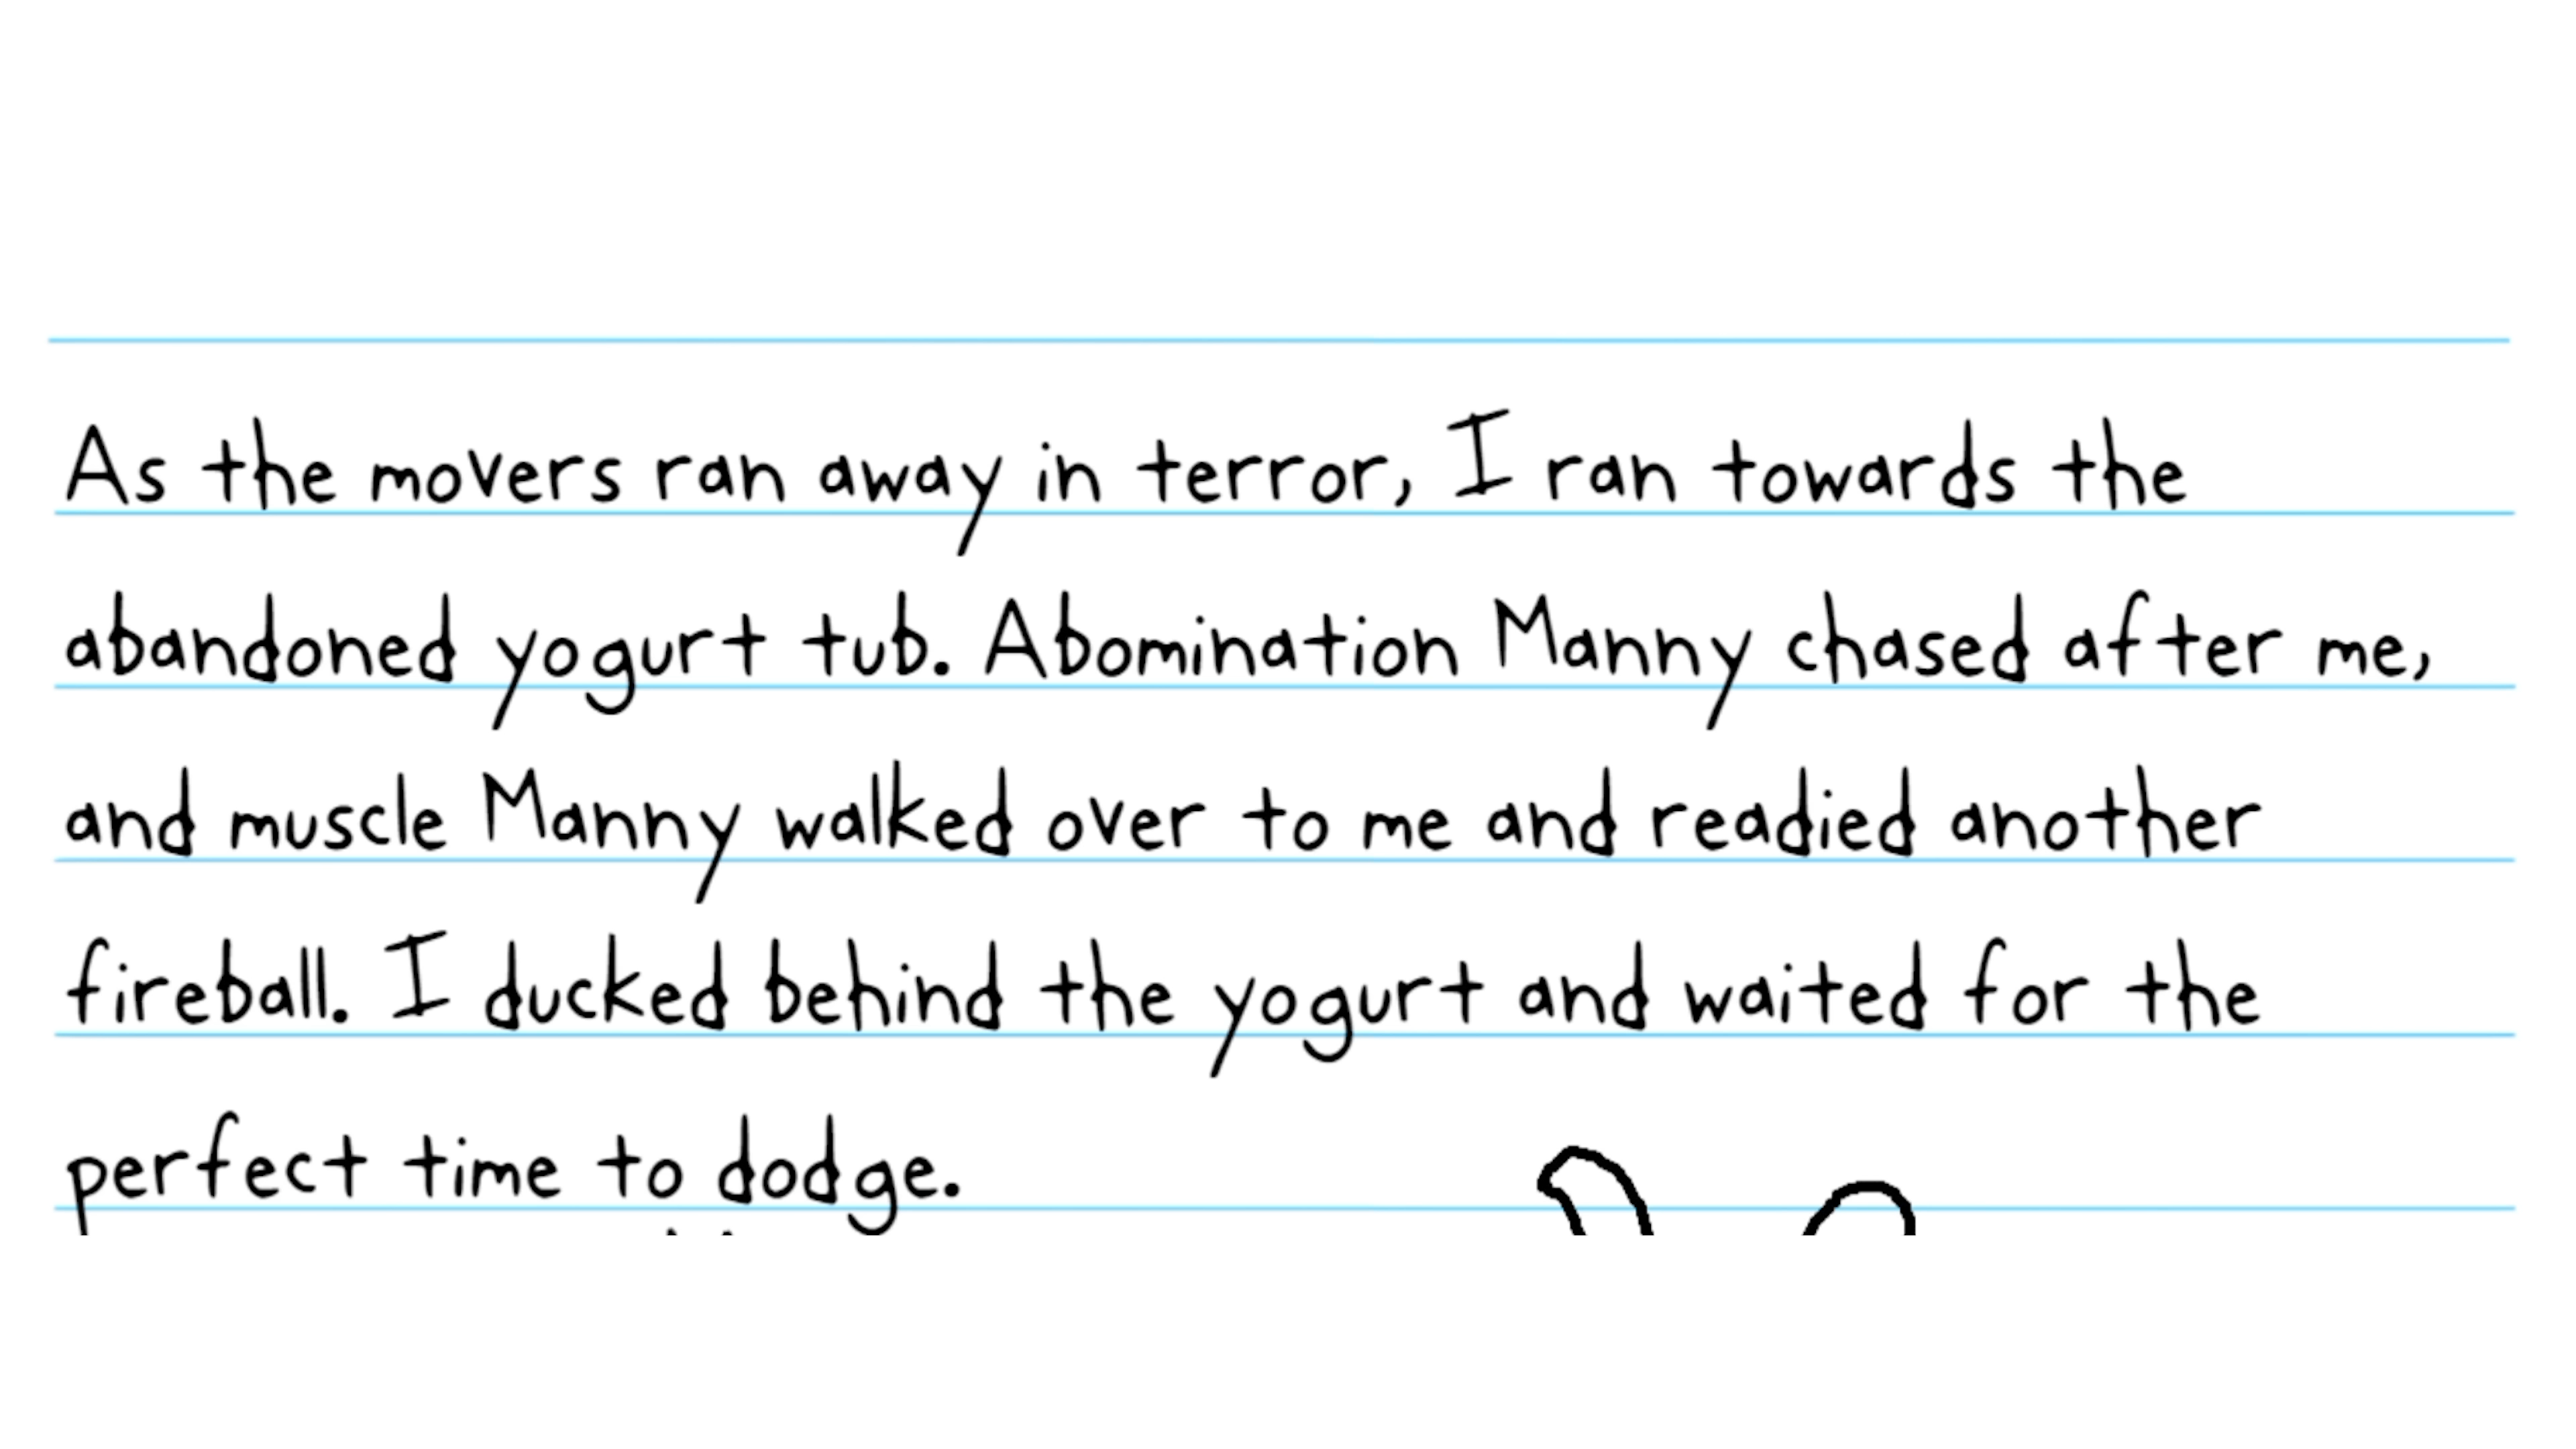 As the movers ran away in terror, I ran towards the
abandoned yogurt tub. Abomination Manny chased after me,
and muscle Manny walked over to me and readied another
fireball. I ducked behind the yogurt and waited for the
perfect time to dodge.